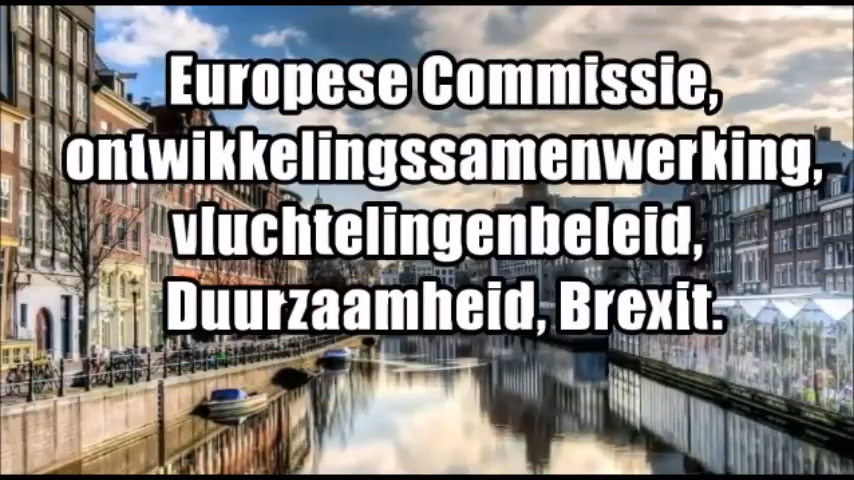 Europese Commissie,
ontwikkelingssamenwerking,
vluchtelingenbeleid,
Duurzaamheid, Brexit.